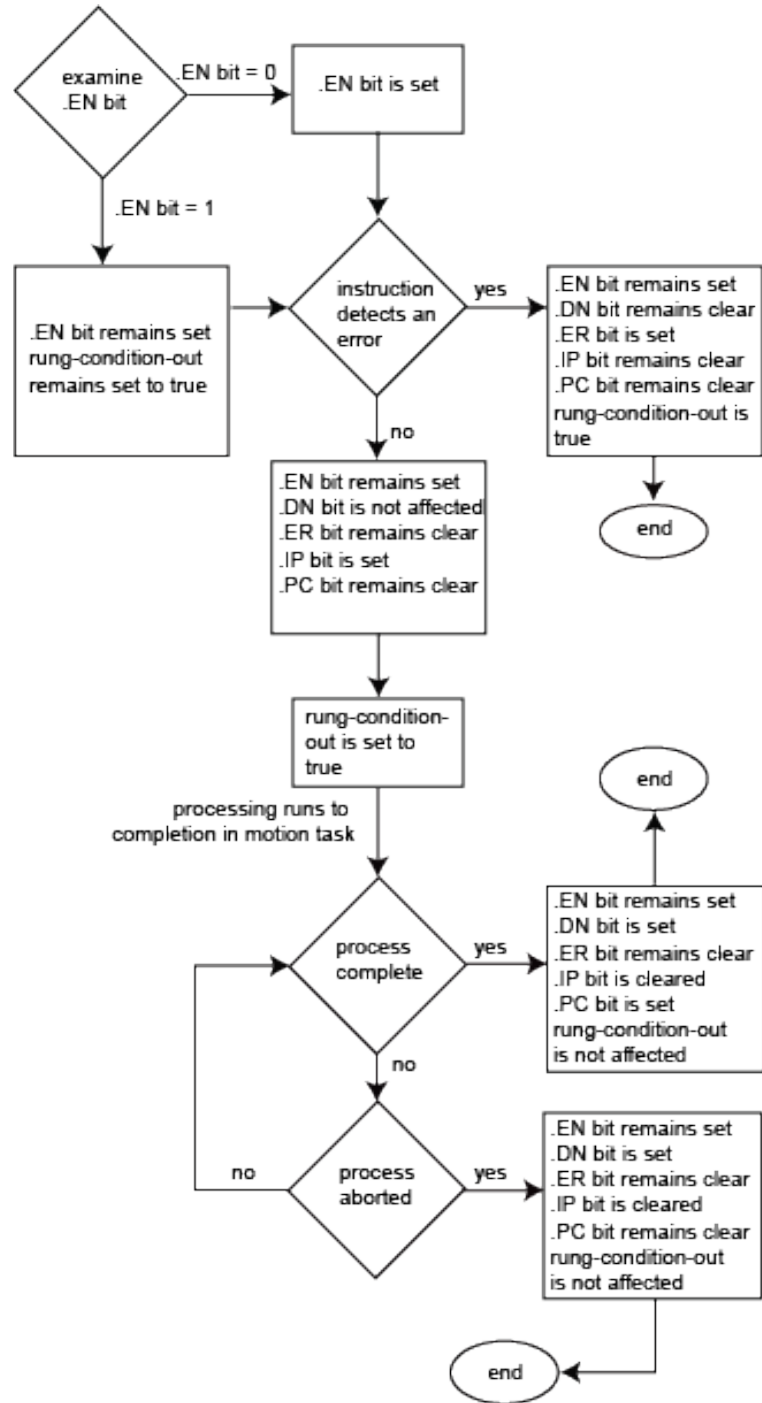 examine
.EN bit
.EN bit = 0
.EN bit is set
.EN bit = 1
.EN bit remains set
rung-condition-out
remains set to true
instruction
detects an
error
yes
.EN bit remains set
.DN bit remains clear
.ER bit is set
.IP bit remains clear
.PC bit remains clear
rung-condition-out is
true
end
no
.EN bit remains set
.DN bit is not affected
.ER bit remains clear
.IP bit is set
.PC bit remains clear
rung-condition-
out is set to
true
processing runs to
completion in motion task
process
complete
yes
.EN bit remains set
.DN bit is set
.ER bit remains clear
.IP bit is cleared
.PC bit is set
rung-condition-out
is not affected
end
no
process
aborted
no
yes
.EN bit remains set
.DN bit is set
.ER bit remains clear
.IP bit is cleared
.PC bit remains clear
rung-condition-out
is not affected
end